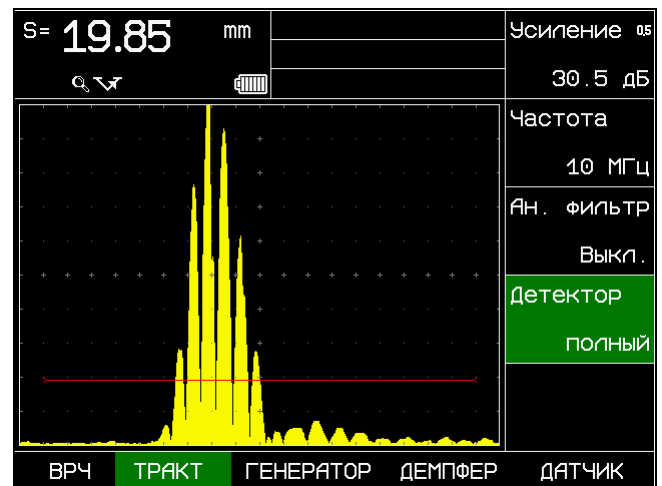 S= 19.85 mm
Усиление 0,5
30.5 дБ
Частота
10 МГц
Ан. фильтр
Выкл.
Детектор
полный
ВРЧ ТРАКТ ГЕНЕРАТОР ДЕМПФЕР ДАТЧИК